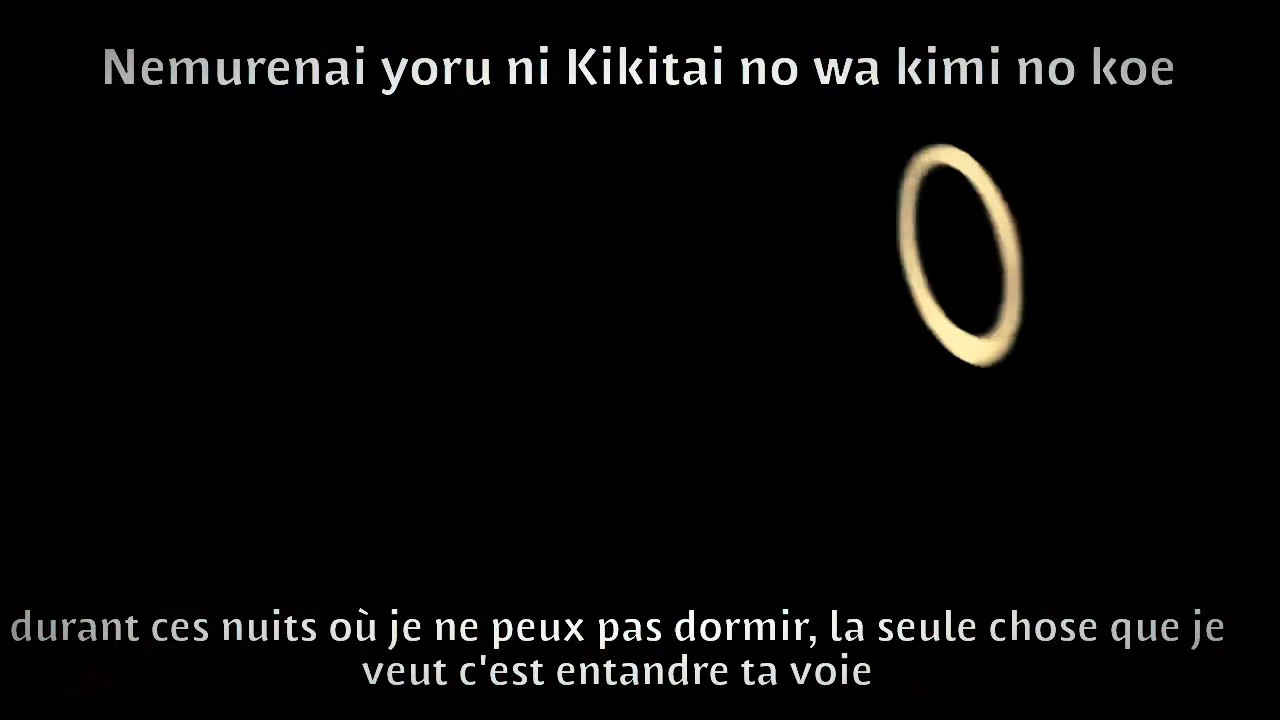 Nemurenai yoru ni Kikitai no wa kimi no koe
durant ces nuits où je ne peux pas dormir, la seule chose que je
veut c'est entandre ta voie